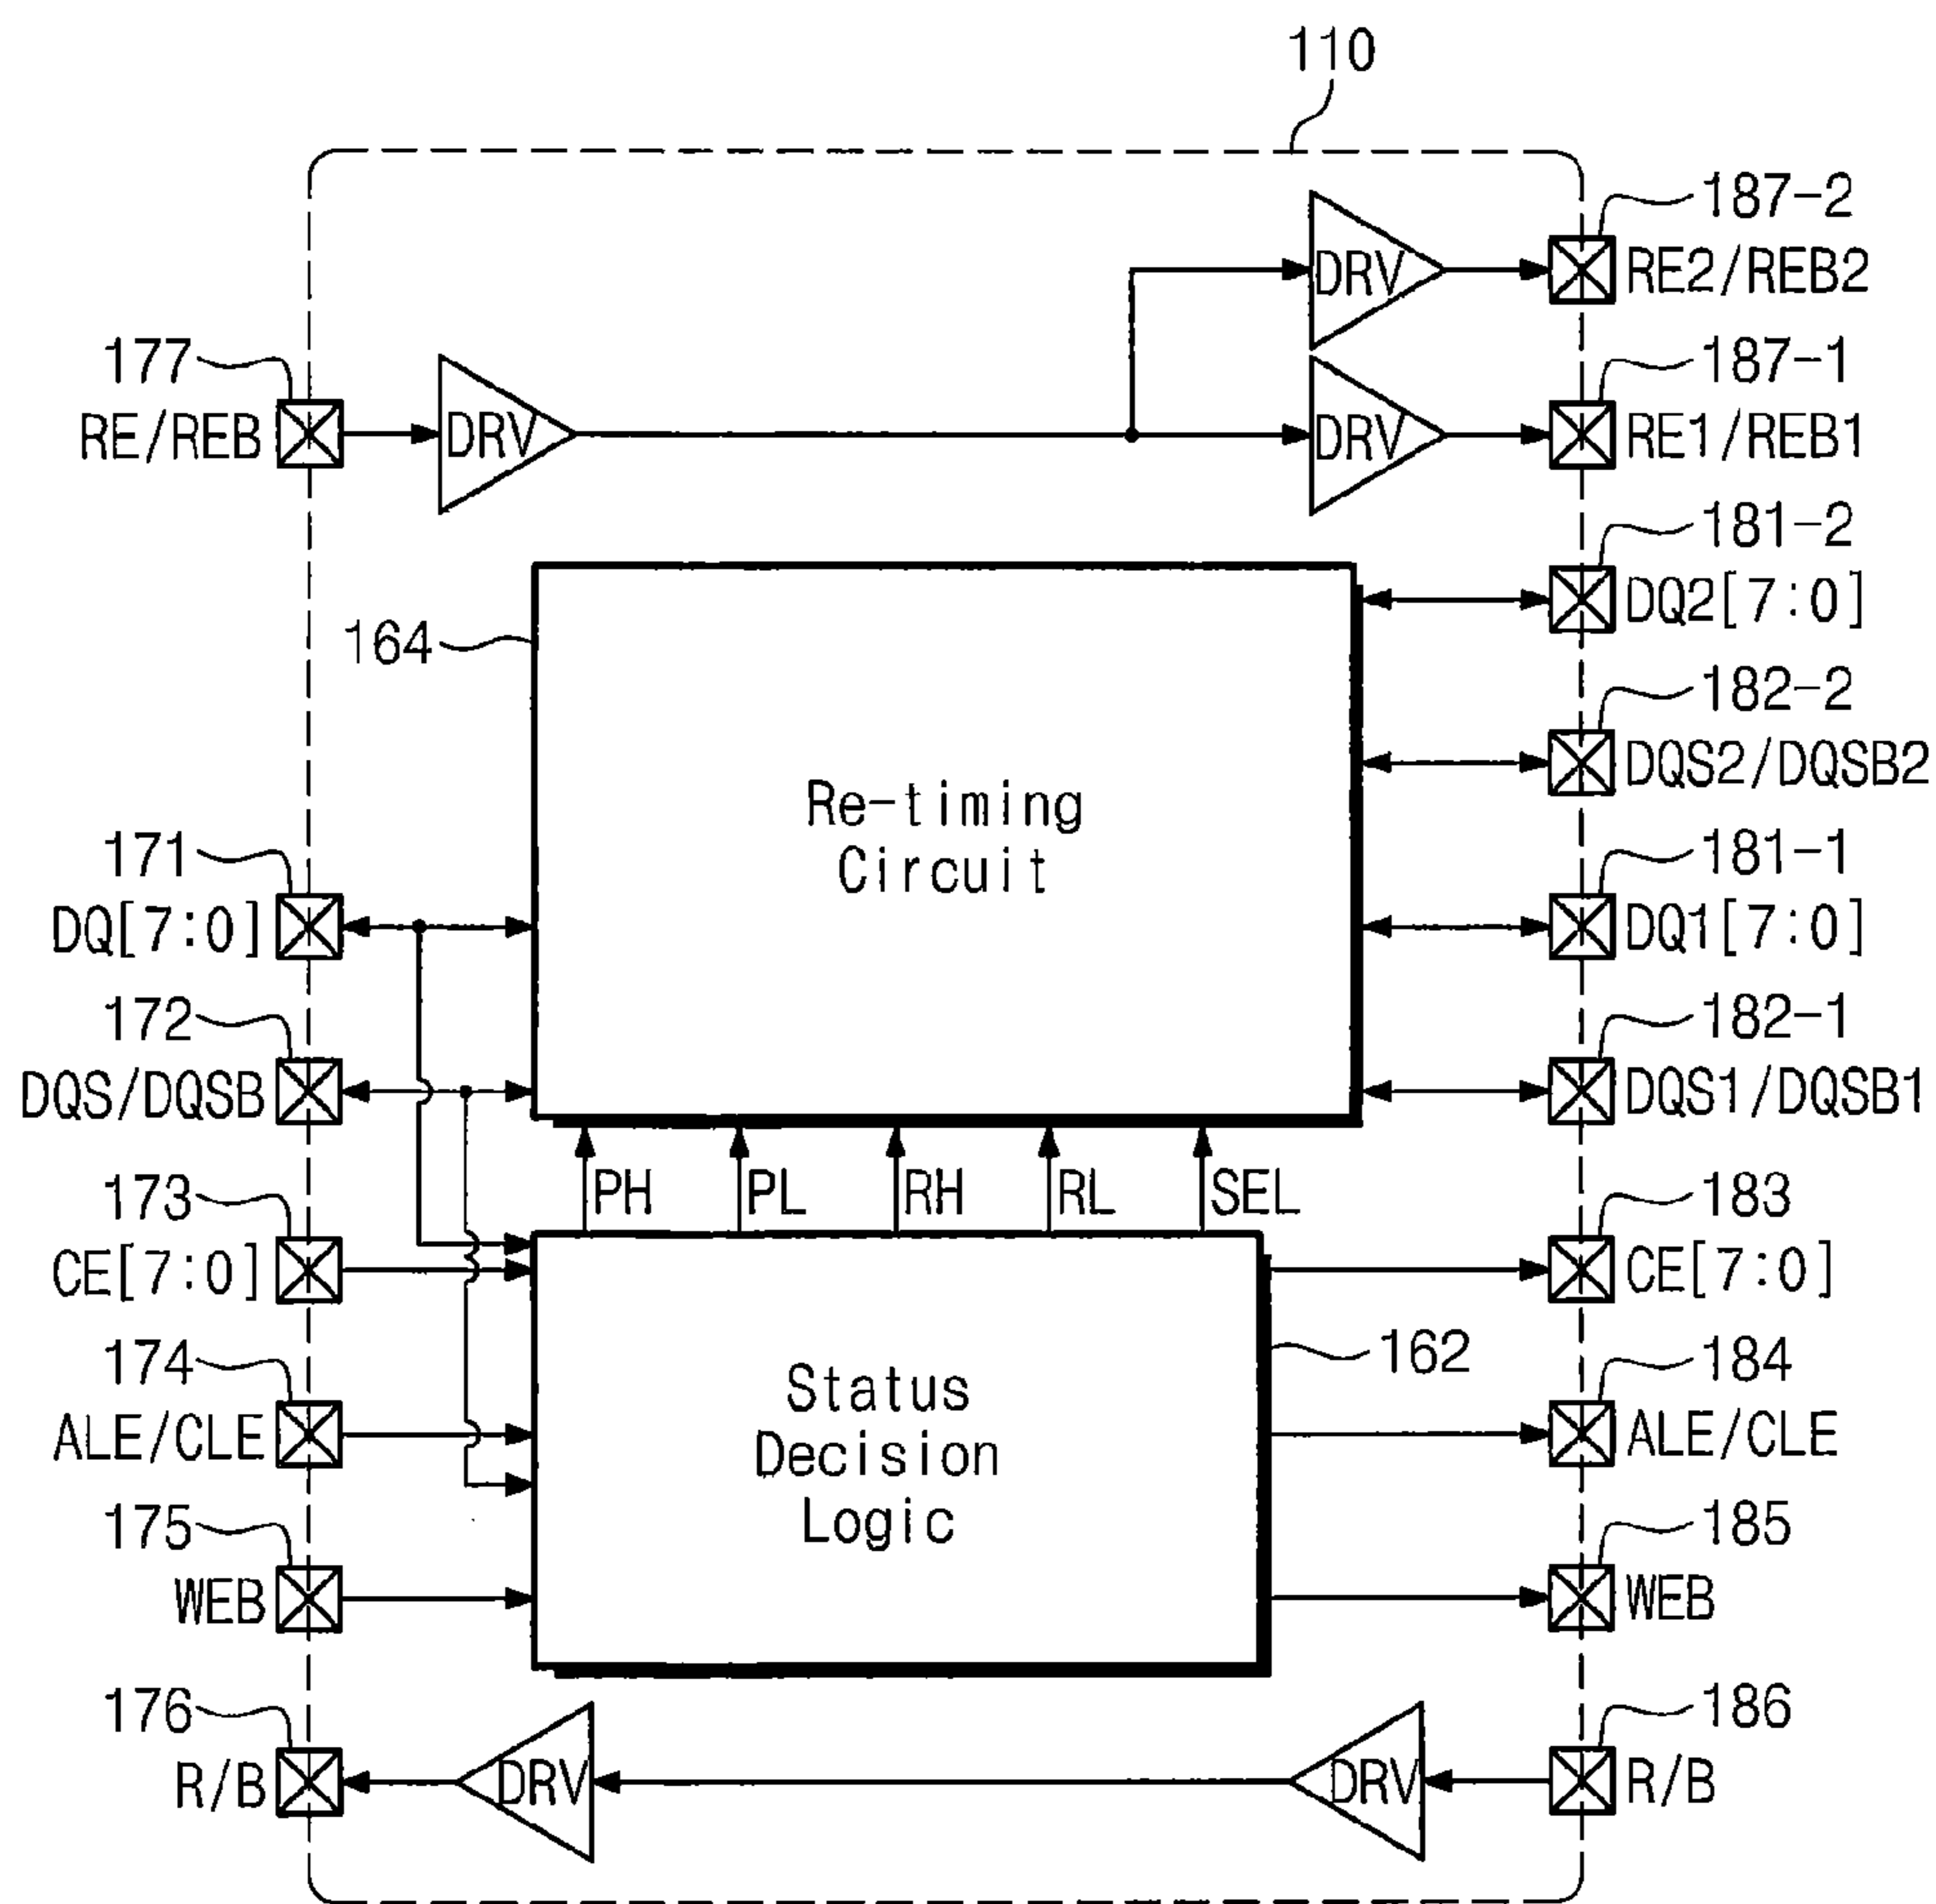 110
187-2
DRV
RE2/REB2
177
187-1
RE/REB
DRV
DRV
RE1/REB1
181-2
DQ2[7:0]
164
182-2
DQS2/DQSB2
Re-timing
Circuit
171
181-1
DQ[7:0]
DQ1[7:0]
172
182-1
DQS/DQSB
DQS1/DQSB1
PH
PL
RH
RL
SEL
173
183
CE[7:0]
CE[7:0]
162
174
184
ALE/CLE
Status
Decision
Logic
ALE/CLE
175
185
WEB
WEB
176
186
R/B
DRV
DRV
R/B